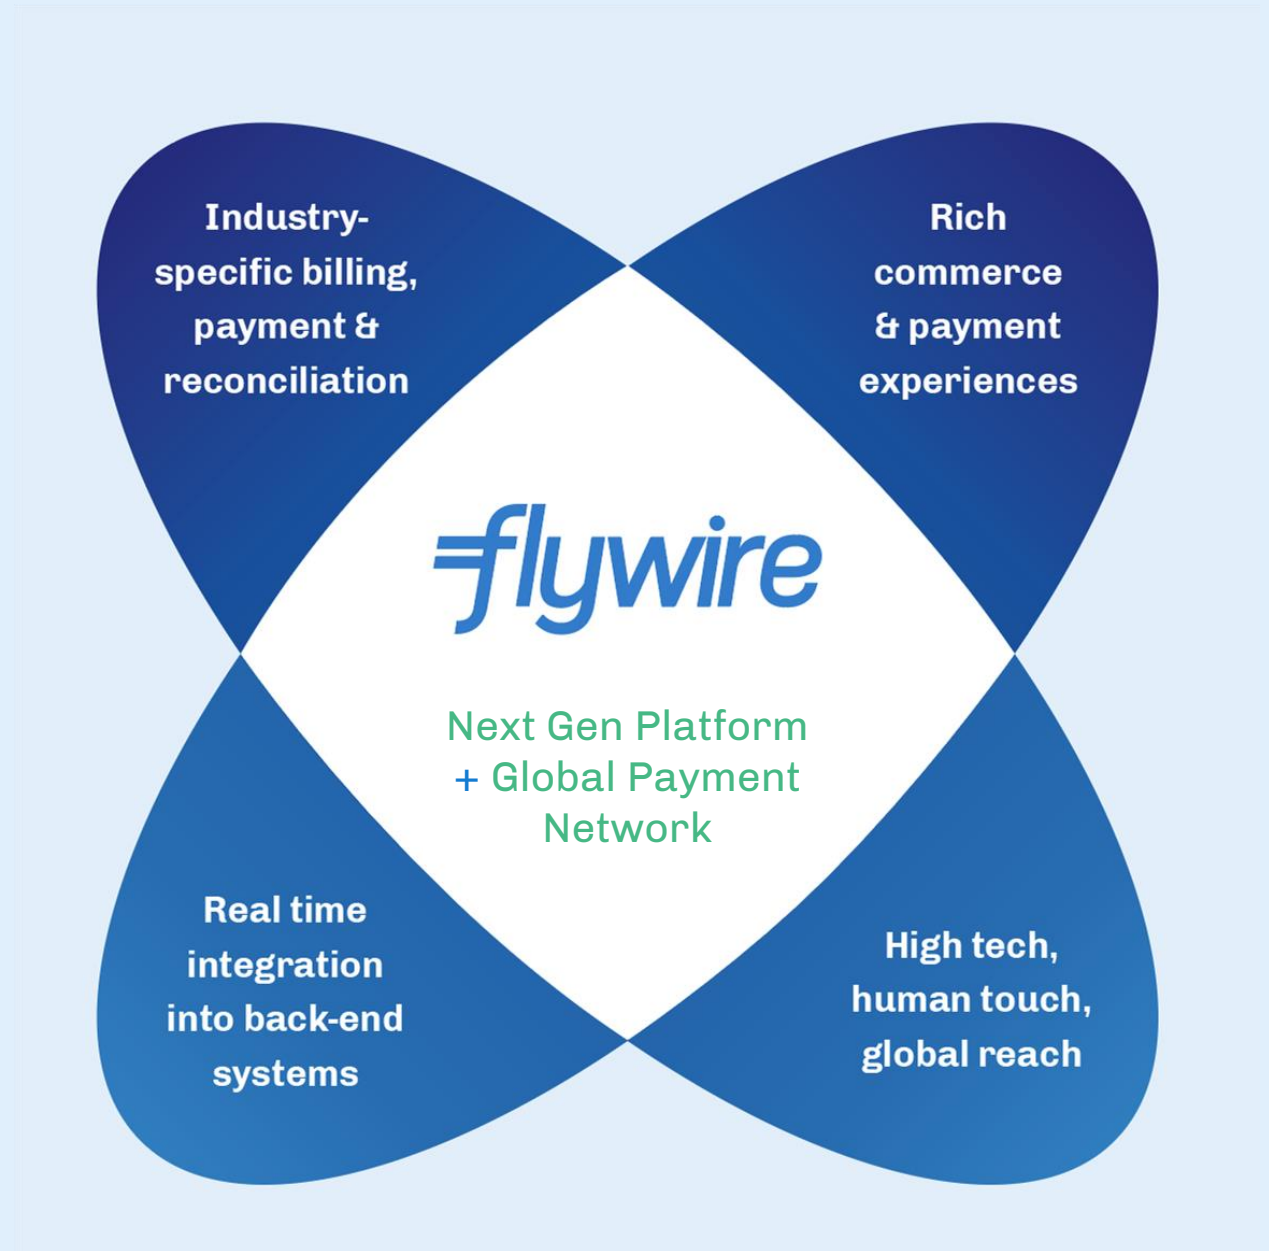 Industry-
specific billing,
payment &
reconciliation
Rich
commerce
& payment
experiences
flywire
Next Gen Platform
+ Global Payment
Network
Real time
integration
into back-end
systems
High tech,
human touch,
global reach